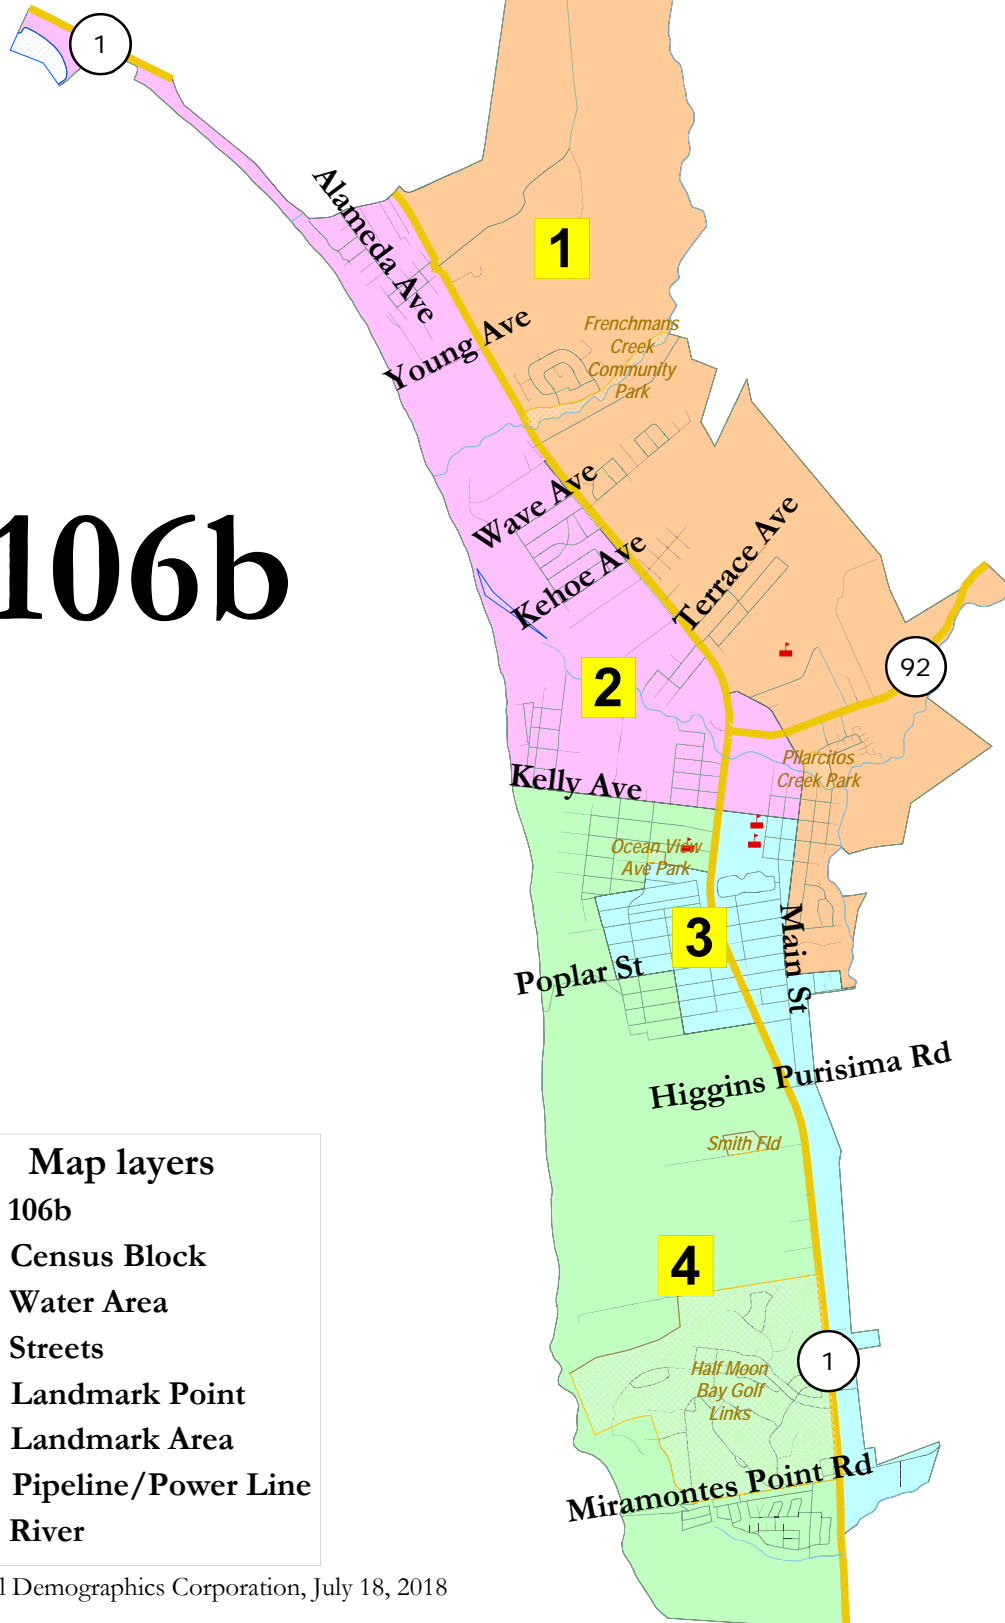 1
Alameda Ave
1
Young Ave
Frenchmans
Creek
Community
Park
Wave Ave
106b
Kehoe Ave
Terrace Ave
92
2
Pilarcitos
Creek Park
Kelly Ave
Ocean View
Ave Park
3
Main St
Poplar St
Higgins Purisima Rd
Smith Fld
Map layers
106b
Census Block
Water Area
Streets
Landmark Point
Landmark Area
Pipeline/Power Line
River
4
1
Half Moon
Bay Golf
Links
Miramontes Point Rd
l Demographics Corporation, July 18, 2018